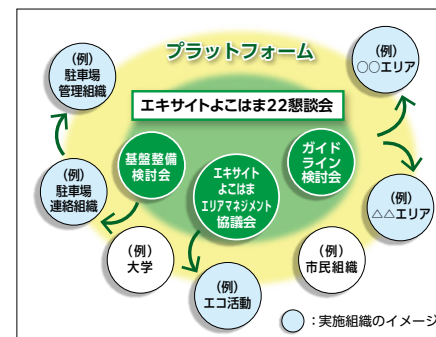 プラットフォーム
エキサイトよこはま22懇談会
(例)
駐車場
管理組織
(例)
○○エリア
基盤整備
検討会
エキサイト
よこはま
エリアマネジメント
協議会
ガイド
ライン
検討会
(例)
駐車場
連絡組織
(例)
△△エリア
(例)
大学
(例)
エコ活動
(例)
市民組織
:実施組織のイメージ